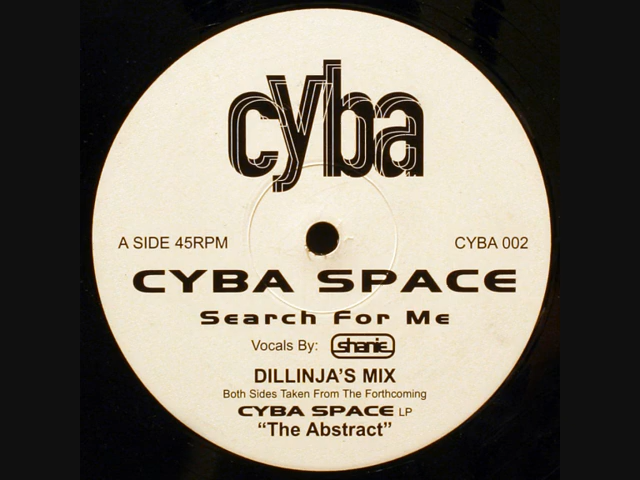 cyba
A SIDE 45RPM CYBA 002
CYBA SPACE
Search For Me
Vocals By: shanie
DILLINJA'S MIX
Both Sides Taken From The Forthcoming
CYBA SPACE LP
“The Abstract”